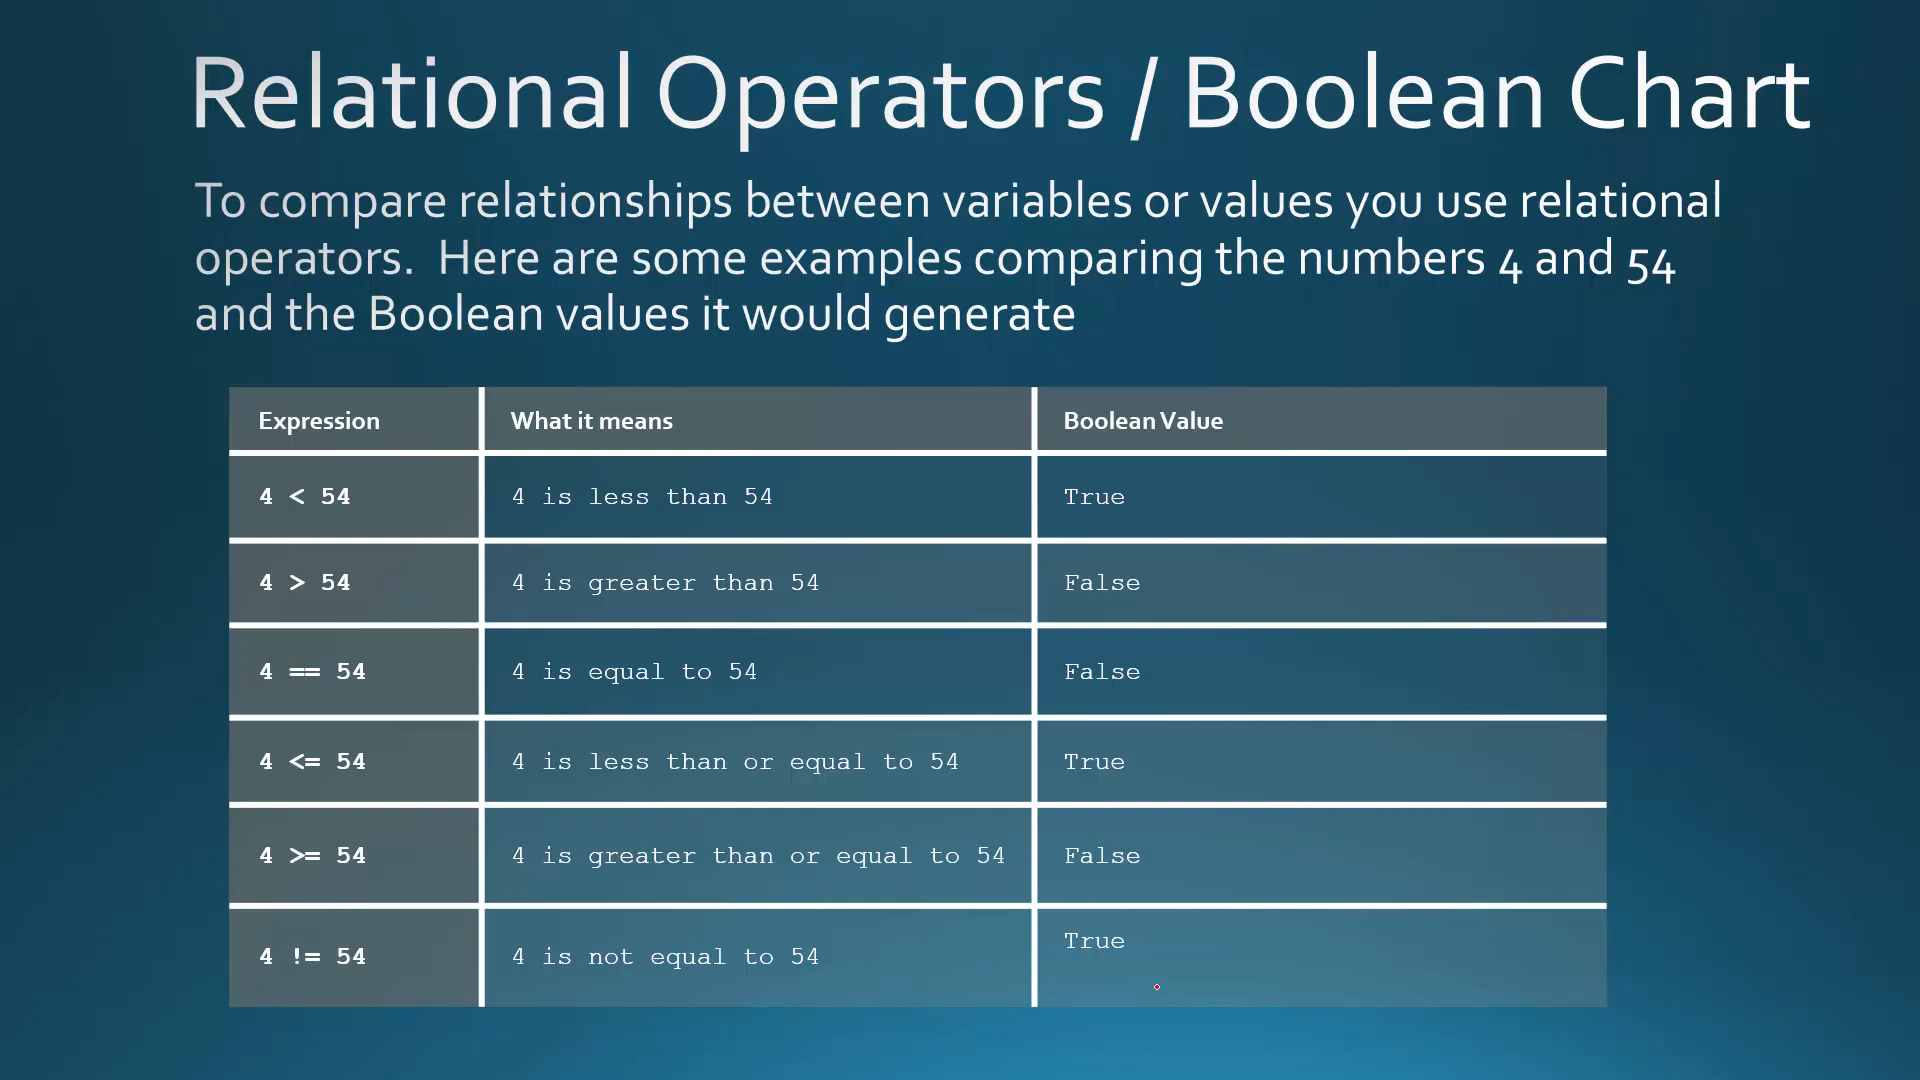 Relational Operators / Boolean Chart
To compare relationships between variables or values you use relational
operators.  Here are some examples comparing the numbers 4 and 54
and the Boolean values it would generate
Expression What it means Boolean Value
4 < 54 4 is less than 54 True
4 > 54 4 is greater than 54 False
4 == 54 4 is equal to 54 False
4 <= 54 4 is less than or equal to 54 True
4 >= 54 4 is greater than or equal to 54 False
4 != 54 4 is not equal to 54 True